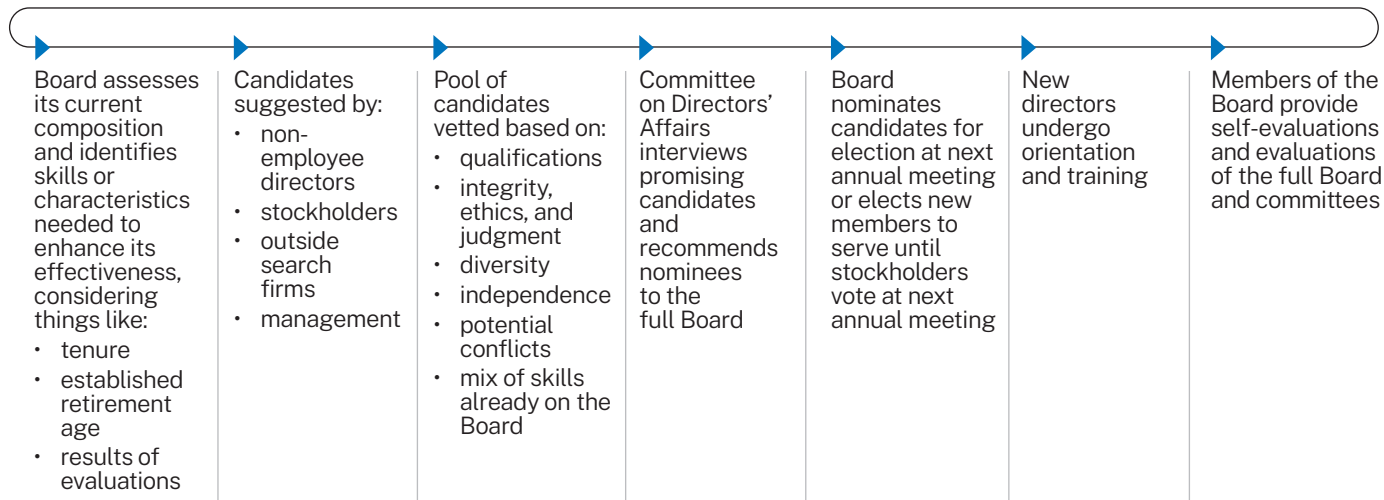 Board assesses
its current
composition
and identifies
skills or
characteristics
needed to
enhance its
effectiveness,
considering
things like:
• tenure
• established
retirement
age
• results of
evaluations
Candidates
suggested by:
• non-
employee
directors
• stockholders
• outside
search
firms
• management
Pool of
candidates
vetted based on:
• qualifications
• integrity,
ethics, and
judgment
• diversity
• independence
• potential
conflicts
• mix of skills
already on the
Board
Committee
on Directors’
Affairs
interviews
promising
candidates
and
recommends
nominees
to the
full Board
Board
nominates
candidates for
election at next
annual meeting
or elects new
members to
serve until
stockholders
vote at next
annual meeting
New
directors
undergo
orientation
and training
Members of the
Board provide
self-evaluations
and evaluations
of the full Board
and committees